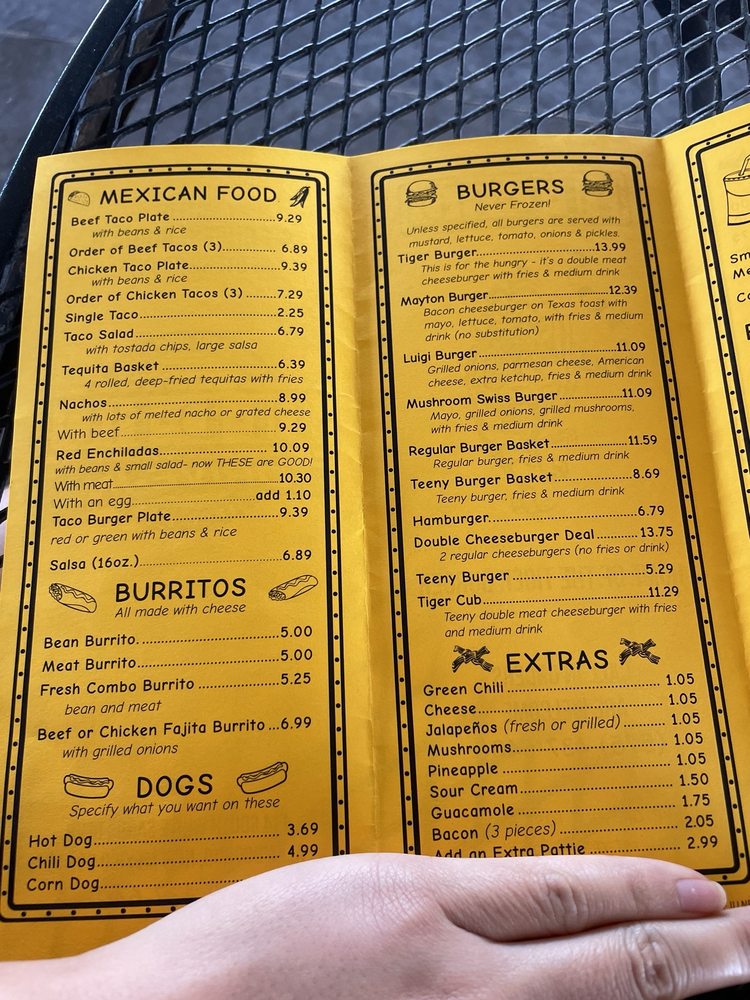 MEXICAN FOOD
Beef Taco Plate..........9.29
with beans & rice
Order of Beef Tacos (3)..........6.89
Chicken Taco Plate..........9.39
with beans & rice
Order of Chicken Tacos (3)..........7.29
Single Taco..........2.25
Taco Salad..........6.79
with tostada chips, large salsa
Tequita Basket..........6.39
4 rolled, deep-fried tequitas with fries
Nachos..........8.99
with lots of melted nacho or grated cheese
With beef..........9.29
Red Enchiladas..........10.09
with beans & small salad- now THESE are GOOD!
With meat..........10.30
With an egg..........add 1.10
Taco Burger Plate..........9.39
red or green with beans & rice
Salsa (16oz.)..........6.89
BURRITOS
All made with cheese
Bean Burrito..........5.00
Meat Burrito..........5.00
Fresh Combo Burrito..........5.25
bean and meat
Beef or Chicken Fajita Burrito...6.99
with grilled onions
DOGS
Specify what you want on these
Hot Dog..........3.69
Chili Dog..........4.99
Corn Dog..........
BURGERS
Never Frozen!
Unless specified, all burgers are served with
mustard, lettuce, tomato, onions & pickles.
Tiger Burger..........13.99
This is for the hungry - it's a double meat
cheeseburger with fries & medium drink
Mayton Burger..........12.39
Bacon cheeseburger on Texas toast with
mayo, lettuce, tomato, with fries & medium
drink (no substitution)
Luigi Burger..........11.09
Grilled onions, parmesan cheese, American
cheese, extra ketchup, fries & medium drink
Mushroom Swiss Burger..........11.09
Mayo, grilled onions, grilled mushrooms,
with fries & medium drink
Regular Burger Basket..........11.59
Regular burger, fries & medium drink
Teeny Burger Basket..........8.69
Teeny burger, fries & medium drink
Hamburger..........6.79
Double Cheeseburger Deal..........13.75
2 regular cheeseburgers (no fries or drink)
Teeny Burger..........5.29
Tiger Cub..........11.29
Teeny double meat cheeseburger with fries
and medium drink
EXTRAS
Green Chili..........1.05
Cheese..........1.05
Jalapeños (fresh or grilled)..........1.05
Mushrooms..........1.05
Pineapple..........1.05
Sour Cream..........1.50
Guacamole..........1.75
Bacon (3 pieces)..........2.05
Add an Extra Pattie..........2.99